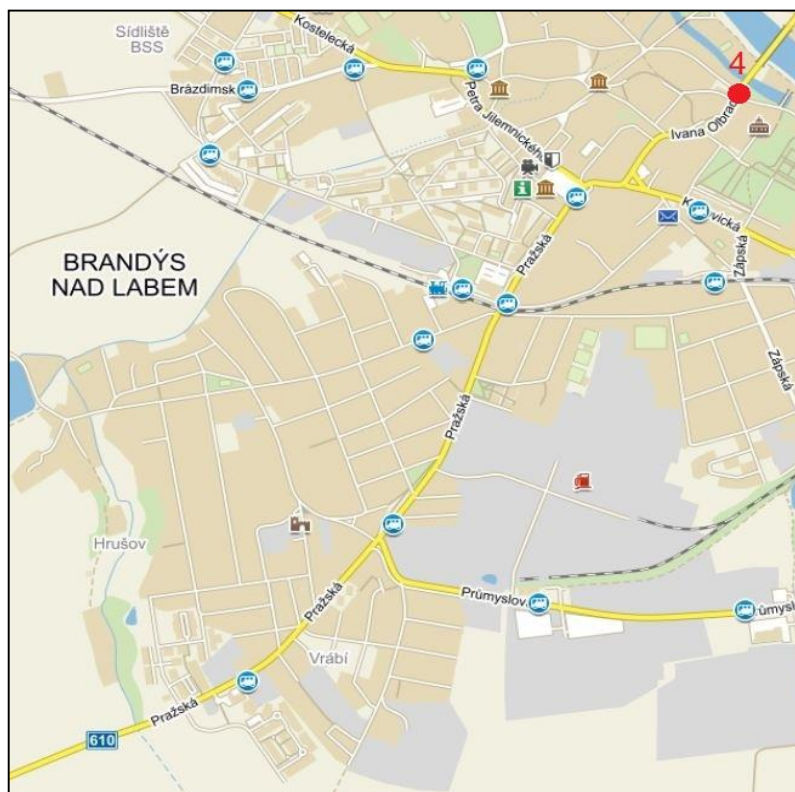 Sídliště
BSS
Kostelecká
4
Brázdimsk
Petra Jilemnického
Ivana Olbrac
Zápská
Pražská
BRANDÝS
NAD LABEM
Zápská
Pražská
Hrušov
Průmyslov
Pražská
Vrábí
Pražská
610